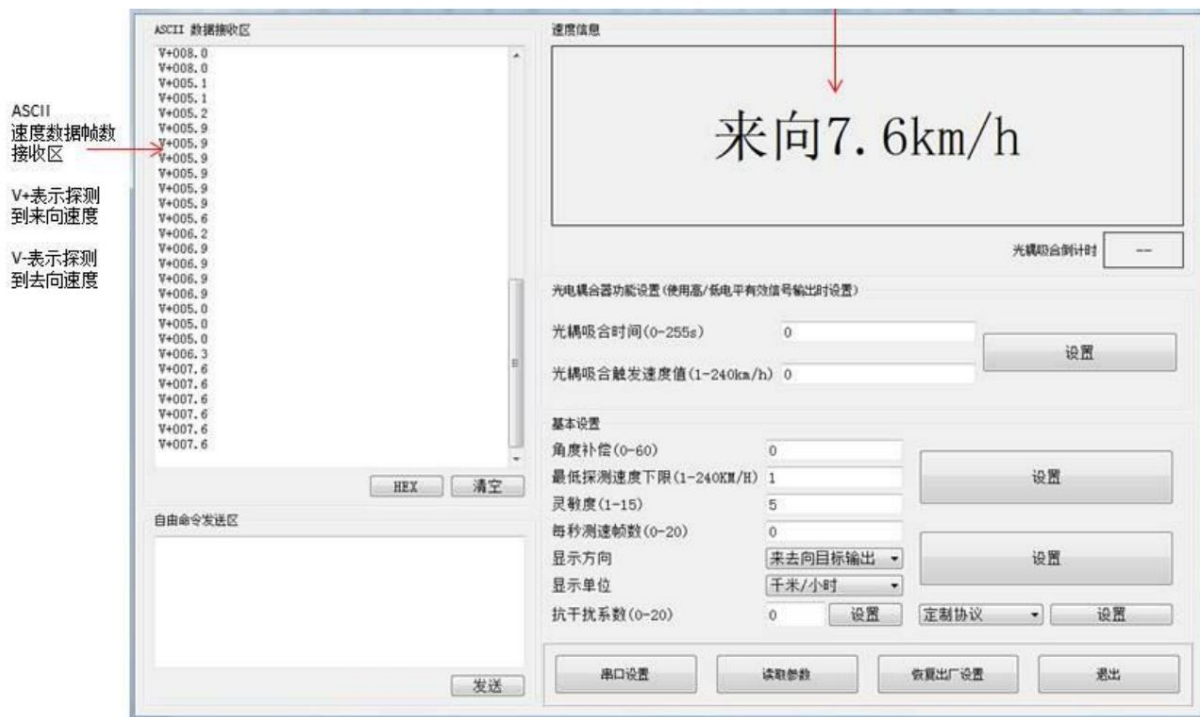 ASCII
速度数据帧数
接收区
V+表示探测
到来向速度
V-表示探测
到去向速度
ASCII 数据接收区
V+008.0
V+008.0
V+005.1
V+005.1
V+005.2
V+005.9
V+005.9
V+005.9
V+005.9
V+005.9
V+005.9
V+005.6
V+006.2
V+006.9
V+006.9
V+006.9
V+006.9
V+005.0
V+005.0
V+005.0
V+006.3
V+007.6
V+007.6
V+007.6
V+007.6
V+007.6
V+007.6
HEX 清空
自由命令发送区
发送
速度信息
来向7.6km/h
光耦吸合倒计时 --
光电耦合器功能设置(使用高/低电平有效信号输出时设置)
光耦吸合时间(0-255s) 0
设置
光耦吸合触发速度值(1-240km/h) 0
基本设置
角度补偿(0-60) 0
最低探测速度下限(1-240KM/H) 1
设置
灵敏度(1-15) 5
每秒测速帧数(0-20) 0
显示方向 来去向目标输出
设置
显示单位 千米/小时
抗干扰系数(0-20) 0 设置 定制协议 设置
串口设置 读取参数 恢复出厂设置 退出